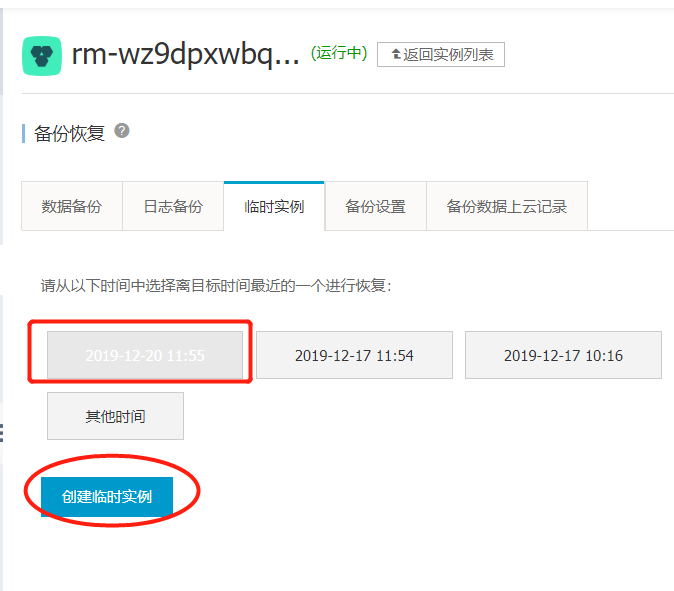 rm-wz9dpxwbq... (运行中) 返回实例列表
备份恢复 ?
数据备份 日志备份 临时实例 备份设置 备份数据上云记录
请从以下时间中选择离目标时间最近的一个进行恢复:
2019-12-20 11:55 2019-12-17 11:54 2019-12-17 10:16
其他时间
创建临时实例